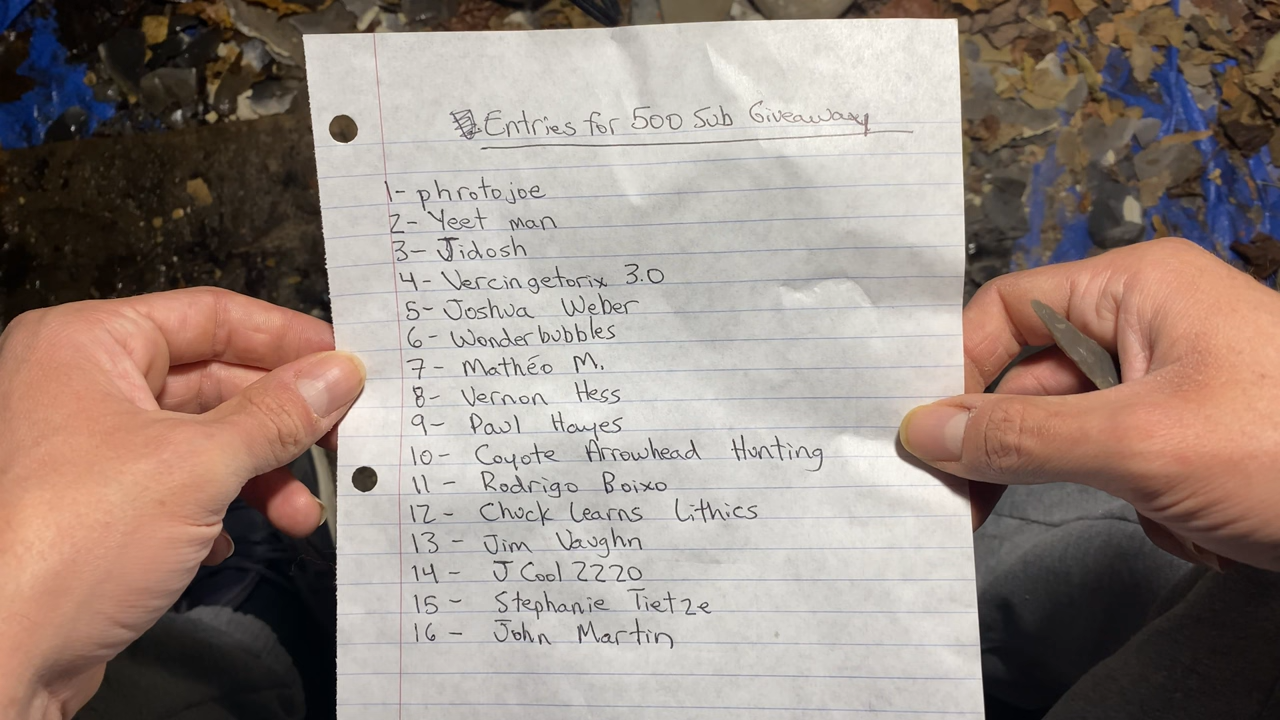 Entries for 500 Sub Giveaway
1- phrotojoe
2- Yeet man
3- Jidosh
4- Vercingetorix 3.0
5- Joshua Weber
6- Wonderbubbles
7- Mathéo M.
8- Vernon Hess
9- Paul Hayes
10- Coyote Arrowhead Hunting
11- Rodrigo Boixo
12- Chuck Learns Lithics
13- Jim Vaughn
14- J Cool 2220
15- Stephanie Tietze
16- John Martin